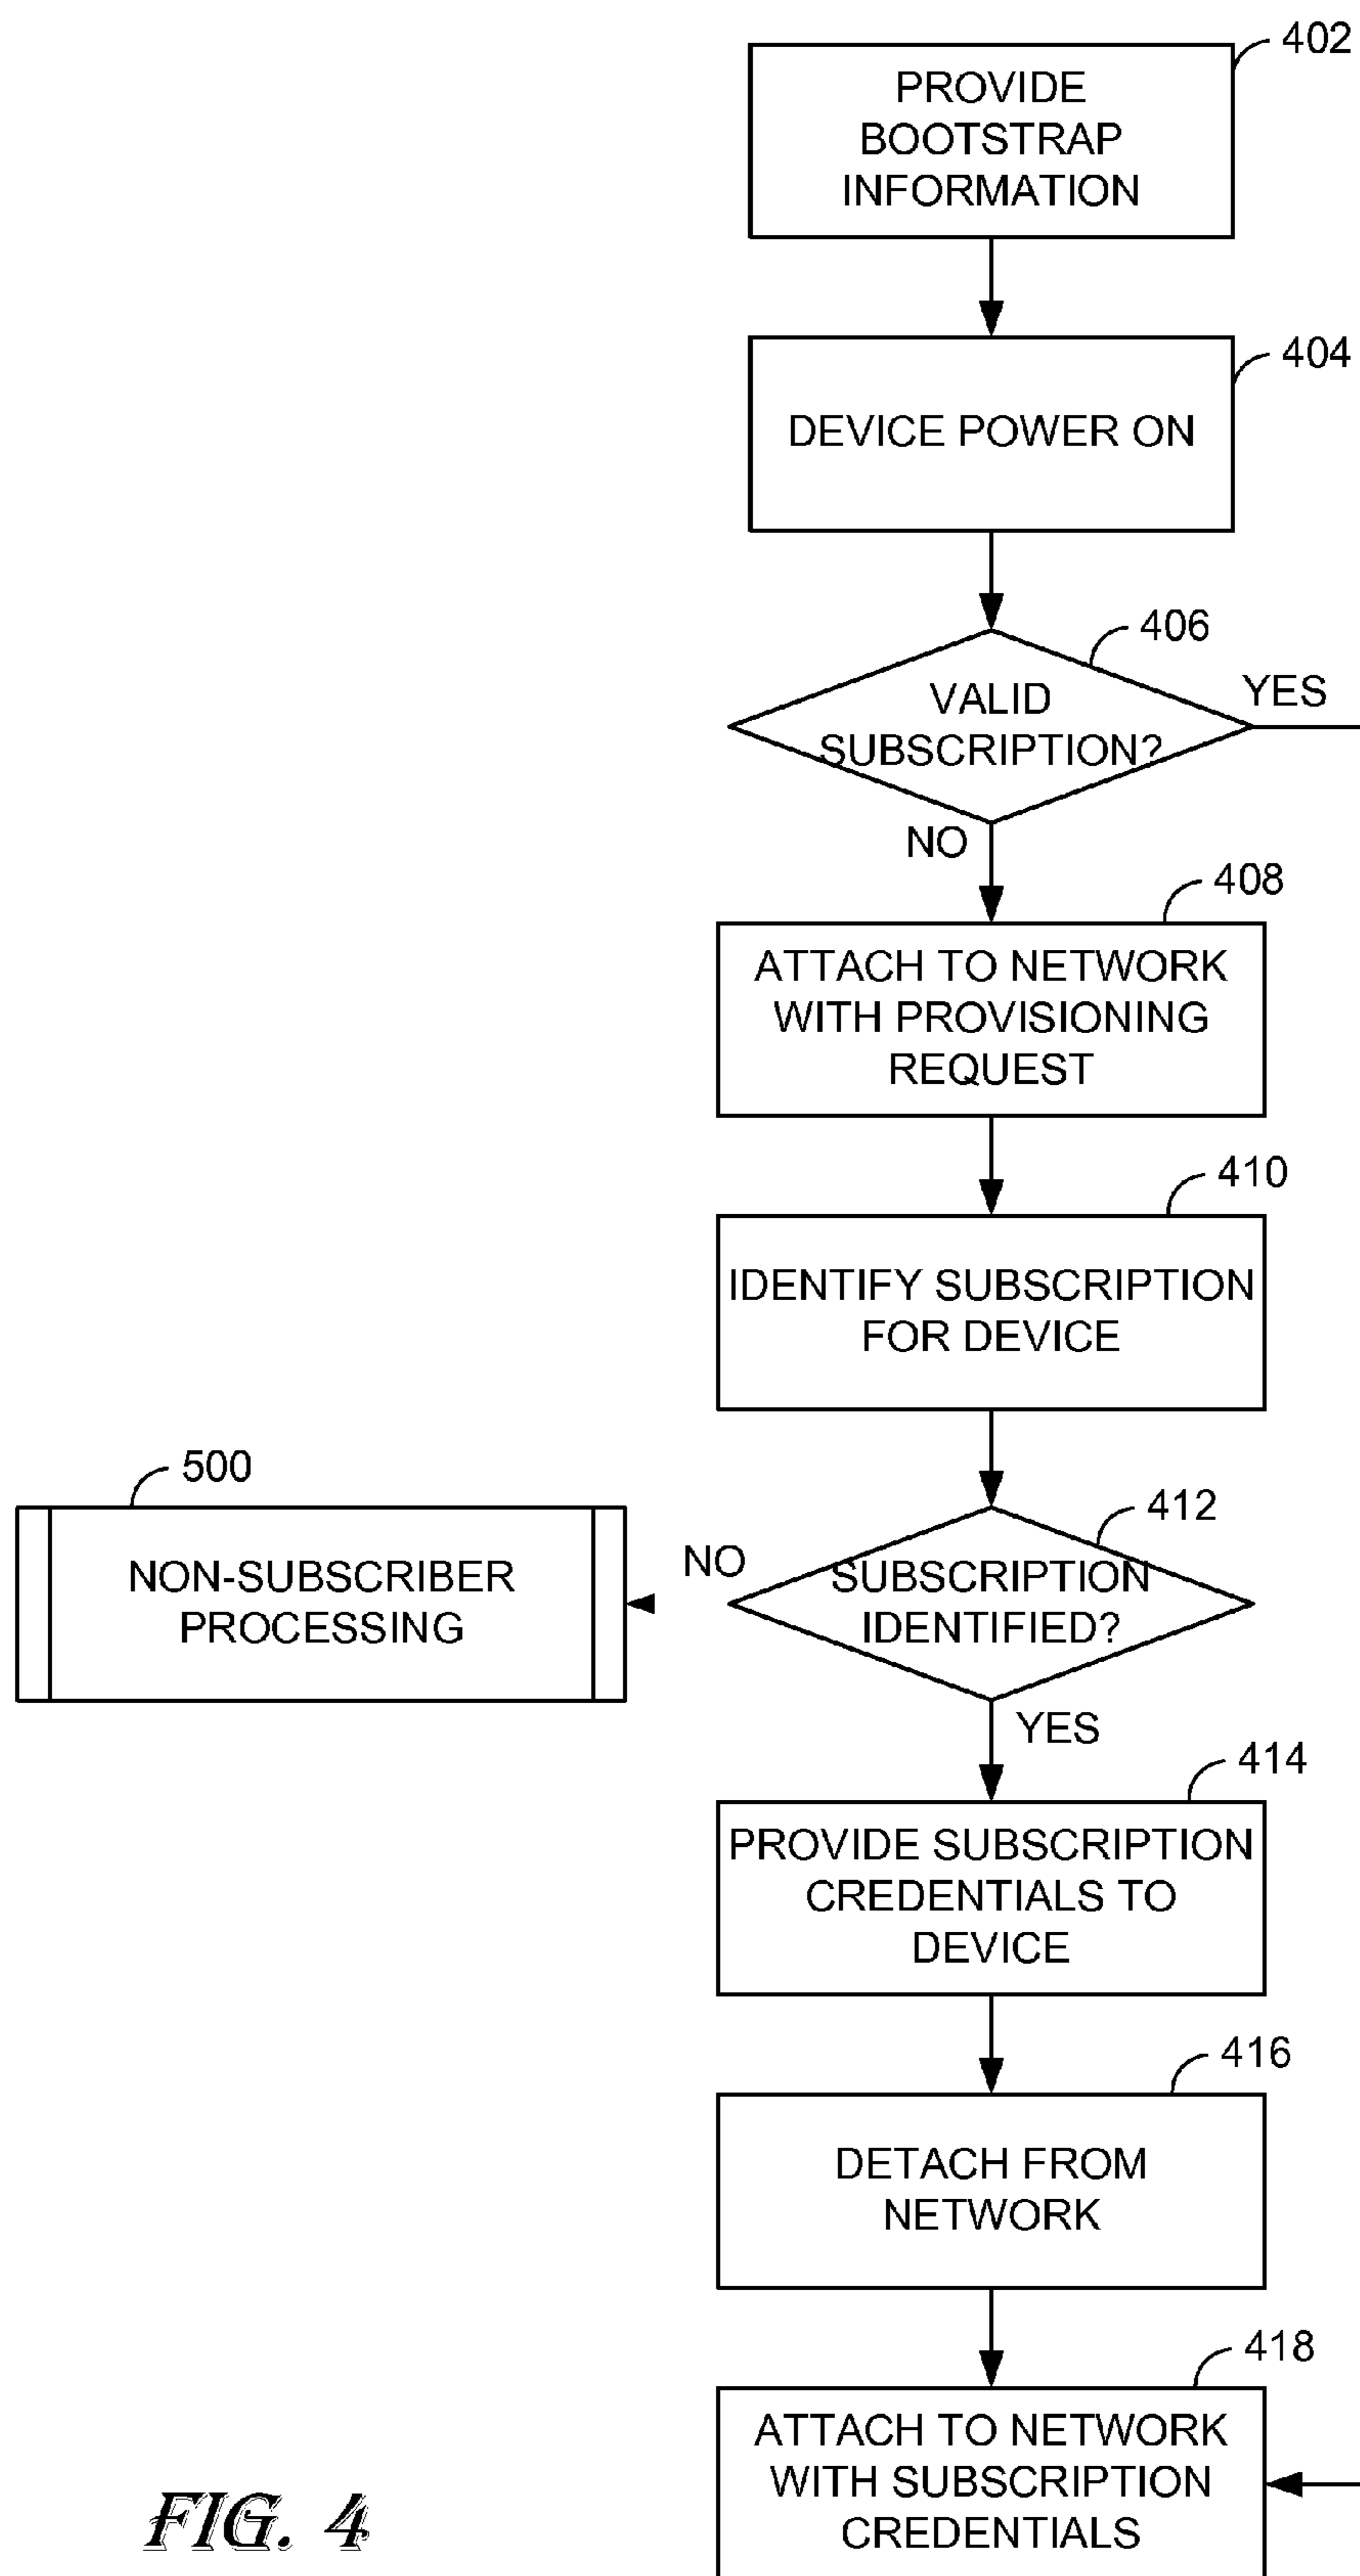 402
PROVIDE
BOOTSTRAP
INFORMATION
404
DEVICE POWER ON
406
VALID
SUBSCRIPTION?
YES
NO
408
ATTACH TO NETWORK
WITH PROVISIONING
REQUEST
410
IDENTIFY SUBSCRIPTION
FOR DEVICE
412
SUBSCRIPTION
IDENTIFIED?
NO
500
NON-SUBSCRIBER
PROCESSING
YES
414
PROVIDE SUBSCRIPTION
CREDENTIALS TO
DEVICE
416
DETACH FROM
NETWORK
418
ATTACH TO NETWORK
WITH SUBSCRIPTION
CREDENTIALS
FIG. 4